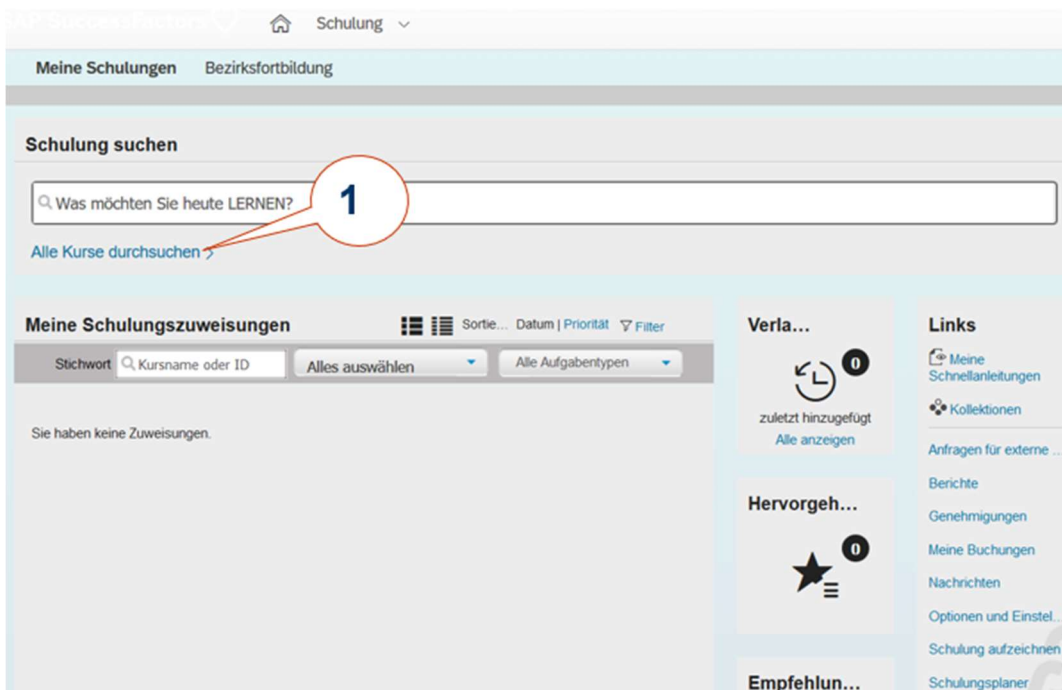 SAP SuccessFactors
Schulung
Meine Schulungen Bezirksfortbildung
Schulung suchen
Was möchten Sie heute LERNEN?
1
Alle Kurse durchsuchen >
Meine Schulungszuweisungen Sortie... Datum | Priorität Filter
Stichwort Kursname oder ID Alles auswählen Alle Aufgabentypen
Sie haben keine Zuweisungen.
Verla...
0
zuletzt hinzugefügt
Alle anzeigen
Hervorgeh...
0
Empfehlun...
Links
Meine
Schnellanleitungen
Kollektionen
Anfragen für externe ...
Berichte
Genehmigungen
Meine Buchungen
Nachrichten
Optionen und Einstel...
Schulung aufzeichnen
Schulungsplaner